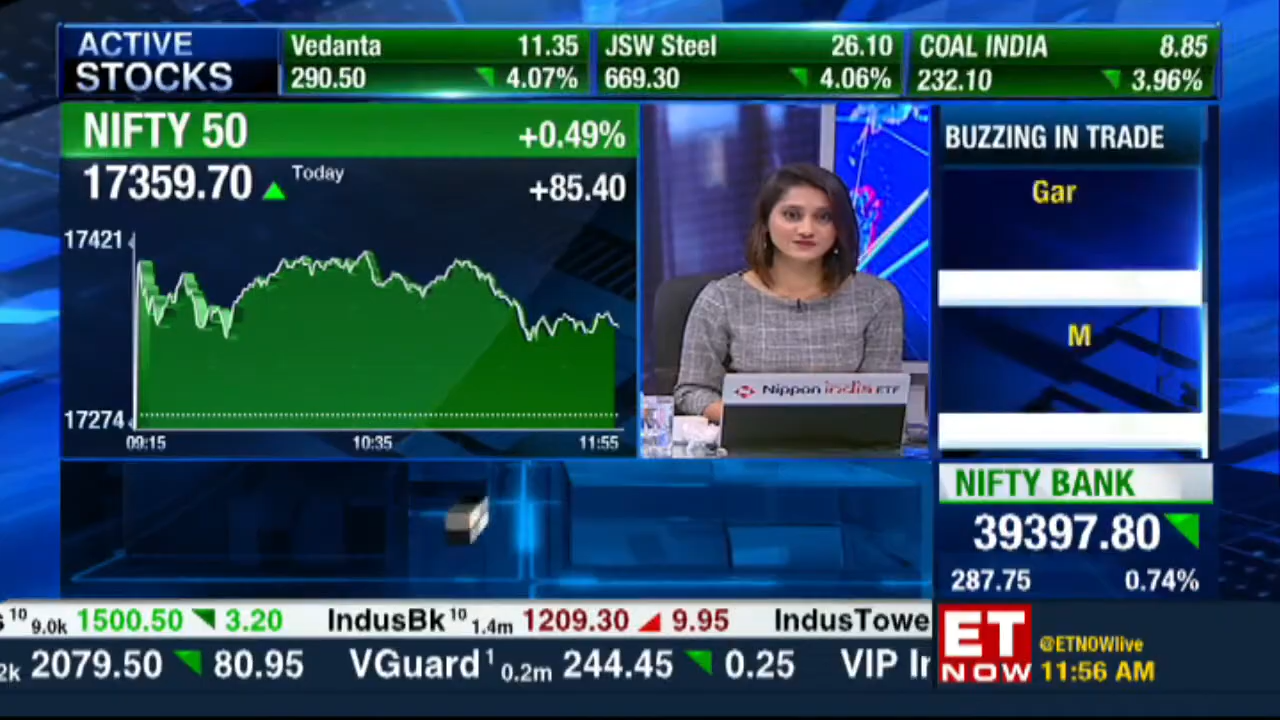 ACTIVE
STOCKS
Vedanta 11.35
290.50 4.07%
JSW Steel 26.10
669.30 4.06%
COAL INDIA 8.85
232.10 3.96%
NIFTY 50 +0.49%
17359.70 Today +85.40
17421
17274
09:15 10:35 11:55
Nippon india ETF
BUZZING IN TRADE
Gar
M
NIFTY BANK
39397.80
287.75 0.74%
s 10 9.0k 1500.50 3.20 IndusBk 10 1.4m 1209.30 9.95 IndusTowe
2k 2079.50 80.95 VGuard 1 0.2m 244.45 0.25 VIP In
ET
NOW
@ETNOWlive
11:56 AM